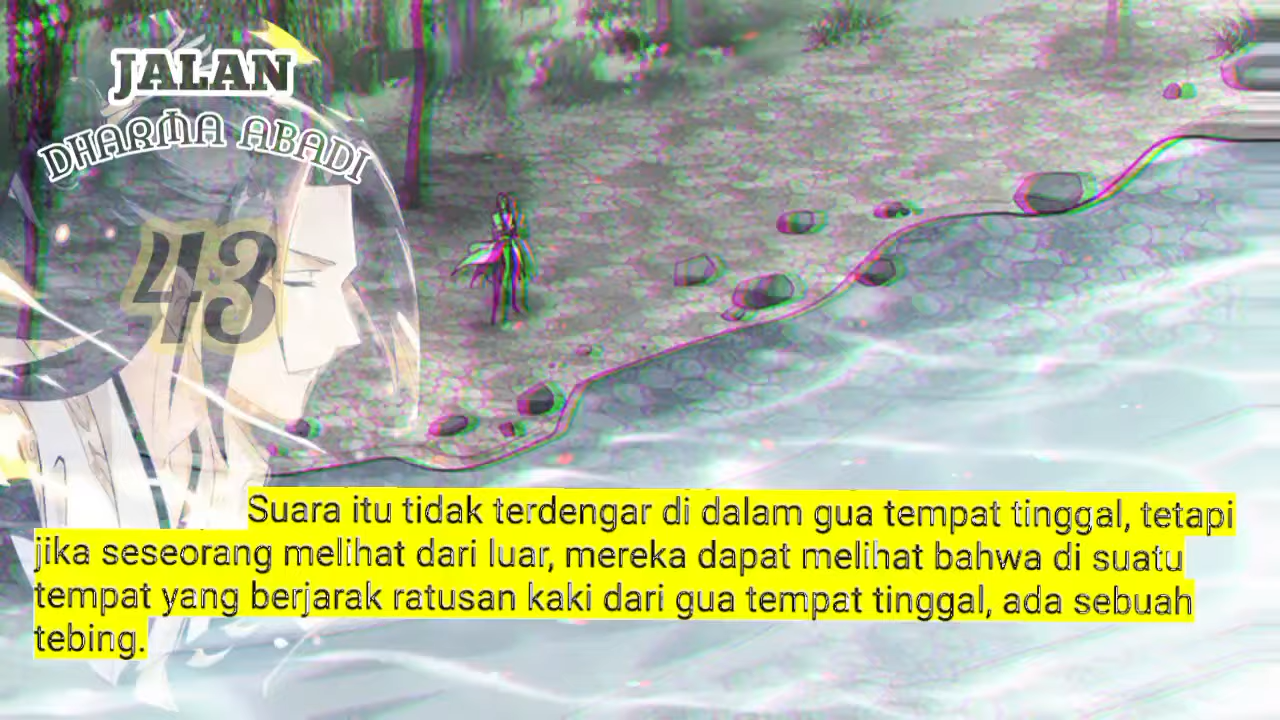 JALAN
DHARMA ABADI
43
Suara itu tidak terdengar di dalam gua tempat tinggal, tetapi
jika seseorang melihat dari luar, mereka dapat melihat bahwa di suatu
tempat yang berjarak ratusan kaki dari gua tempat tinggal, ada sebuah
tebing.